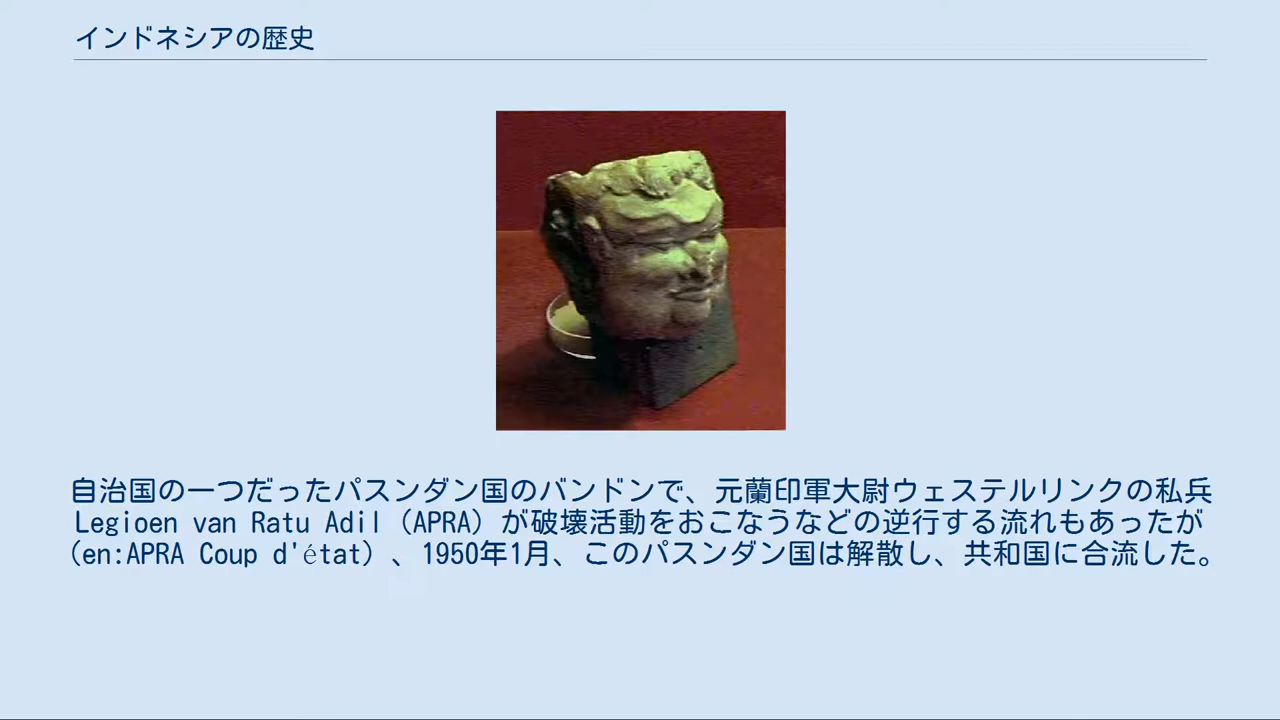 インドネシアの歴史
自治国の一つだったパスンダン国のバンドンで、元蘭印軍大尉ウェステルリンクの私兵
Legioen van Ratu Adil（APRA）が破壊活動をおこなうなどの逆行する流れもあったが
(en:APRA Coup d'état）、1950年1月、このパスンダン国は解散し、共和国に合流した。